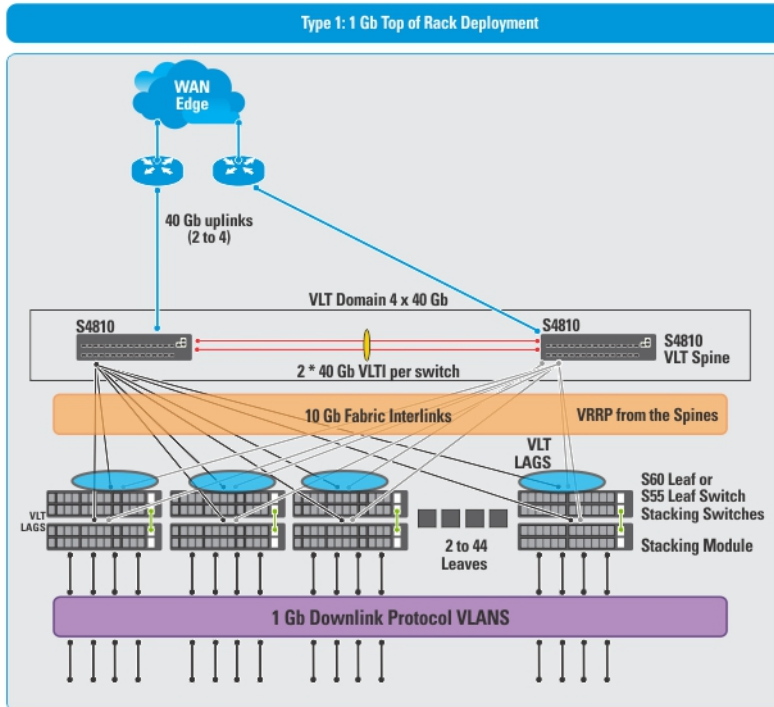 Type 1: 1 Gb Top of Rack Deployment
WAN
Edge
40 Gb uplinks
(2 to 4)
VLT Domain 4 x 40 Gb
S4810
S4810
S4810
VLT Spine
2 * 40 Gb VLTI per switch
10 Gb Fabric Interlinks
VRRP from the Spines
VLT
LAGS
S60 Leaf or
S55 Leaf Switch
Stacking Switches
VLT
LAGS
Stacking Module
2 to 44
Leaves
1 Gb Downlink Protocol VLANS